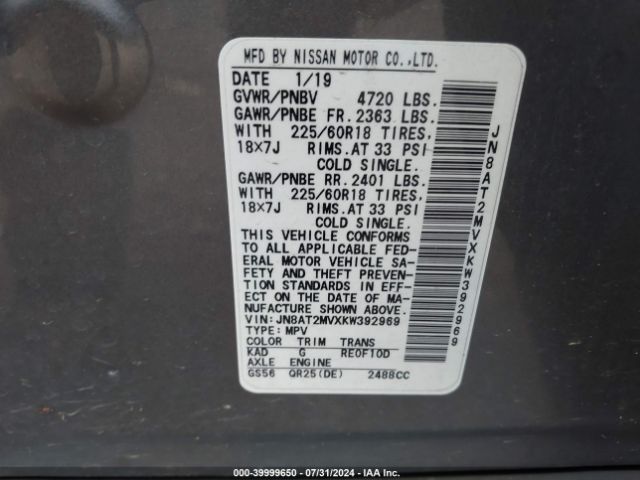 MFD BY NISSAN MOTOR CO.,LTD.
DATE 1/19
GVWR/PNBV 4720 LBS.
GAWR/PNBE FR. 2363 LBS.
WITH 225/60R18 TIRES,
18×7J RIMS.AT 33 PSI
COLD SINGLE.
GAWR/PNBE RR. 2401 LBS.
WITH 225/60R18 TIRES,
18×7J RIMS.AT 33 PSI
COLD SINGLE.
THIS VEHICLE CONFORMS
TO ALL APPLICABLE FED-
ERAL MOTOR VEHICLE SA-
FETY AND THEFT PREVEN-
TION STANDARDS IN EFF-
ECT ON THE DATE OF MA-
NUFACTURE SHOWN ABOVE.
VIN: JN8AT2MVXKW392969
TYPE: MPV
COLOR TRIM TRANS
KAD G RE0F10D
AXLE ENGINE
GS56 QR25(DE) 2488CC
JN8AT2MVXKW392969
000-39999650 - 07/31/2024 - IAA, Inc.